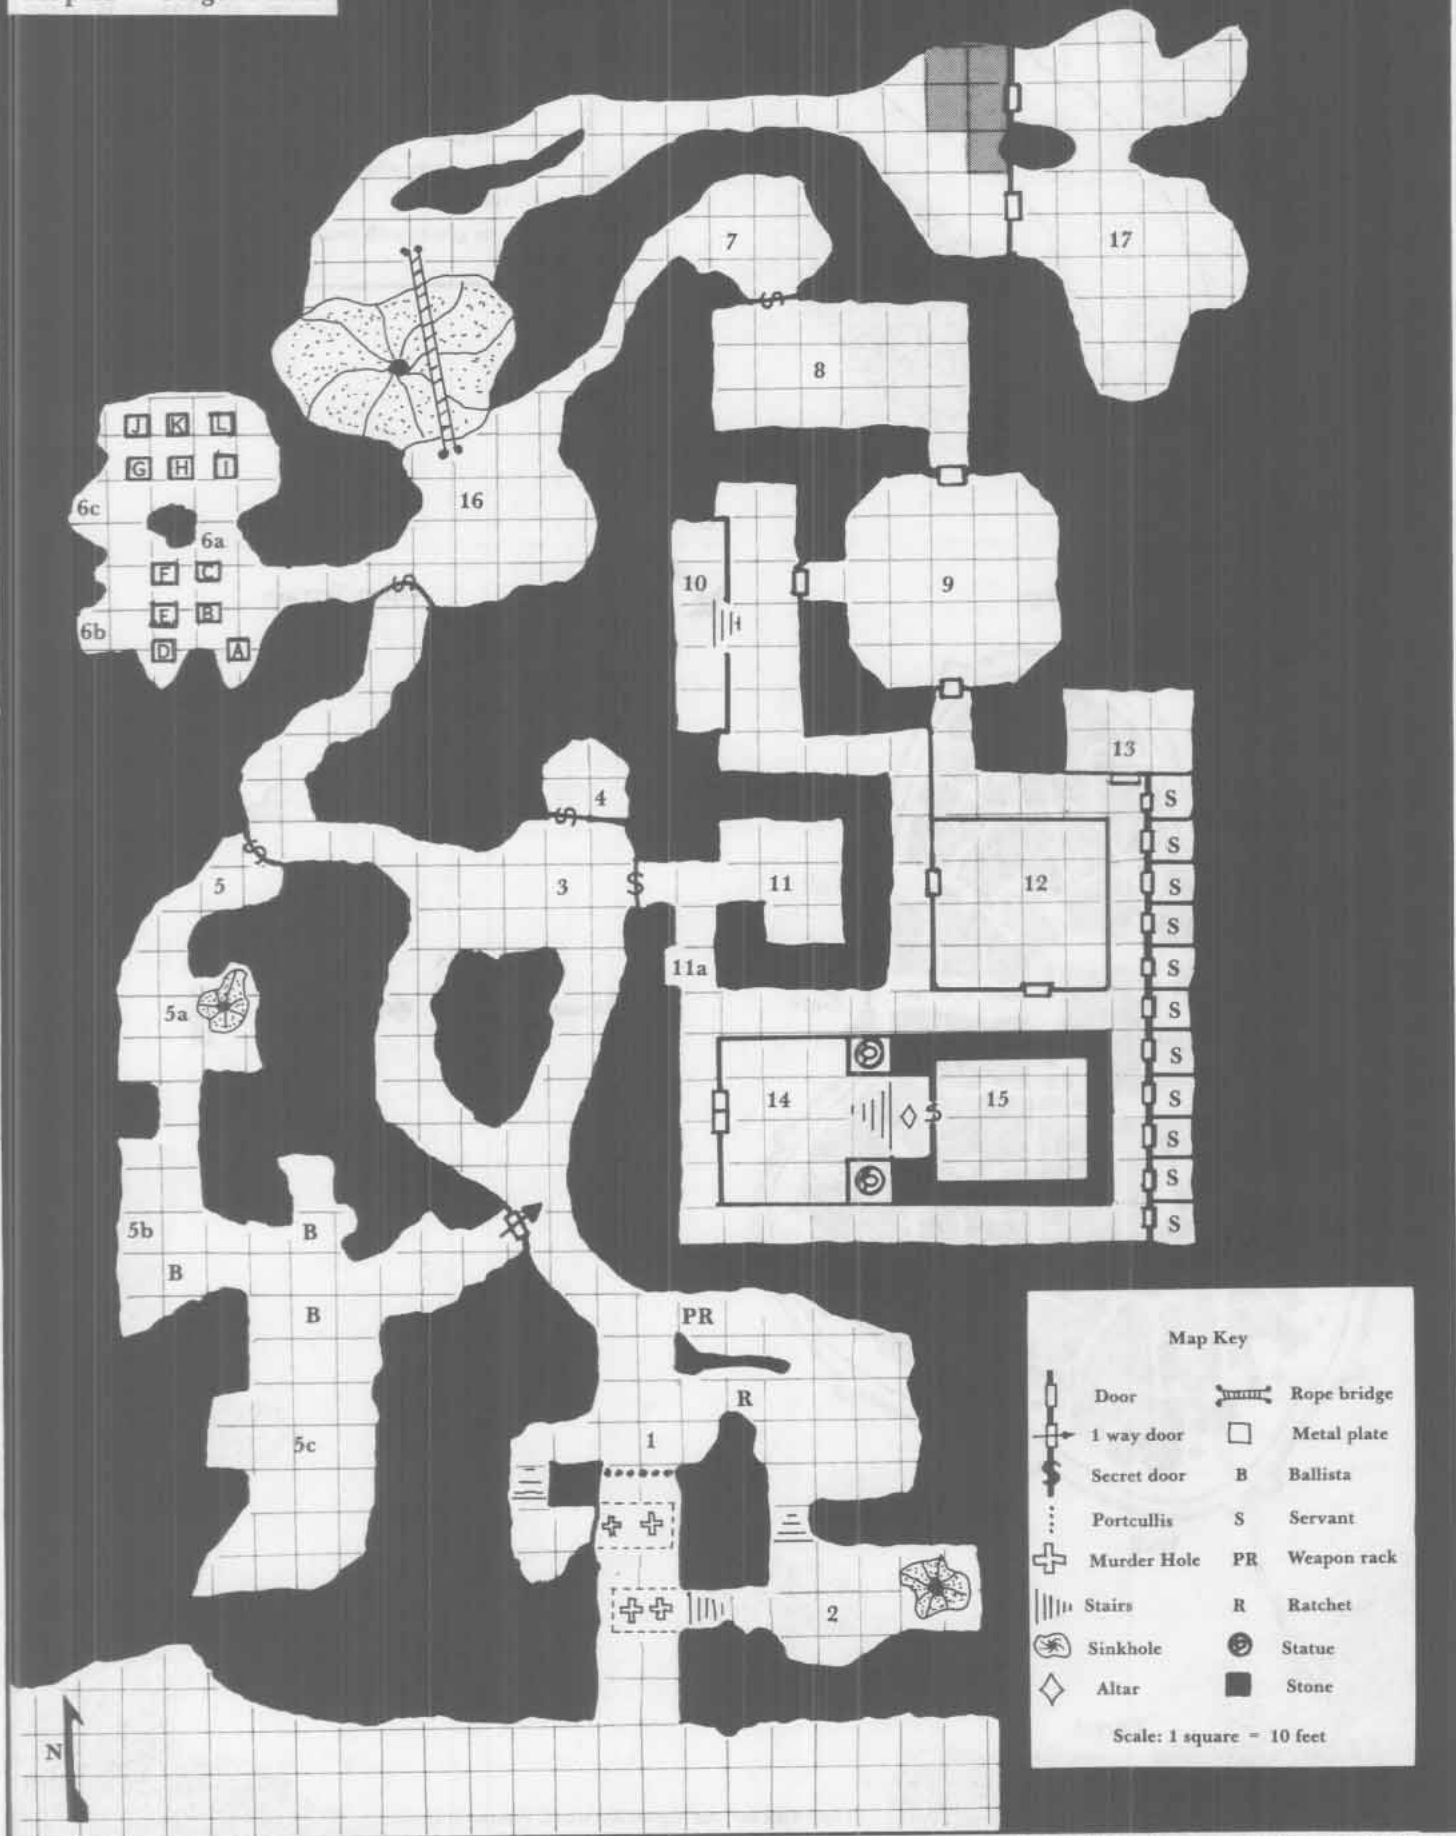 7
17
8
J K L
G H I
6c
16
6a
10
9
F C
E B
6b
D A
13
4
S
S
5
3
11
12
S
S
11a
S
5a
S
S
14
15
S
S
5b
B
S
B
S
B
PR
Map Key
R
Door
Rope bridge
1 way door
Metal plate
5c
1
Secret door
B
Ballista
Portcullis
S
Servant
Murder Hole
PR
Weapon rack
Stairs
R
Ratchet
2
Sinkhole
Statue
Altar
Stone
Scale: 1 square = 10 feet
N